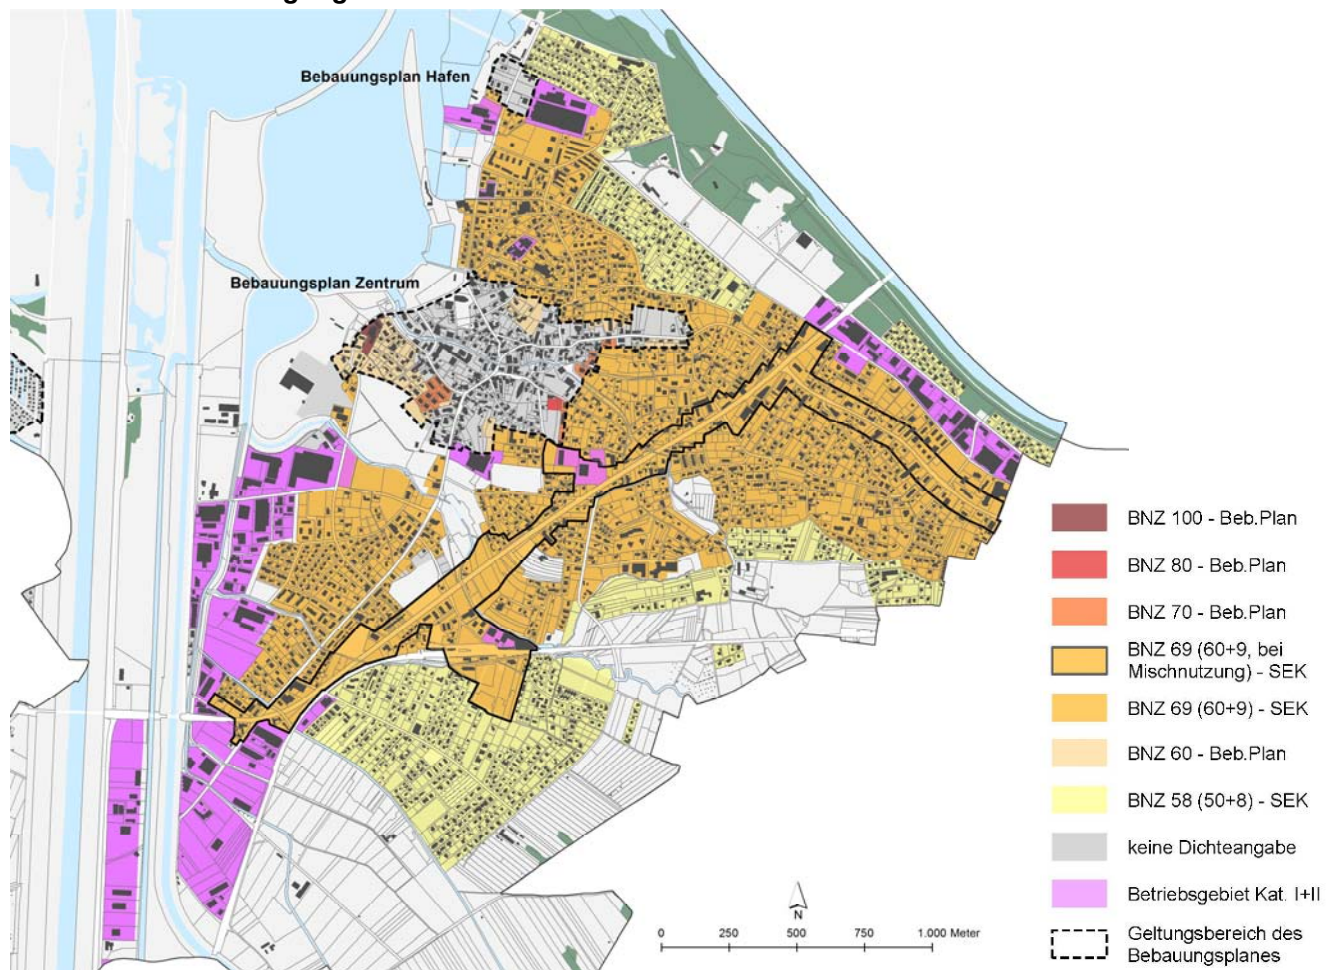 Bebauungsplan Hafen
Bebauungsplan Zentrum
BNZ 100 - Beb.Plan
BNZ 80 - Beb.Plan
BNZ 70 - Beb.Plan
BNZ 69 (60+9, bei
Mischnutzung) - SEK
BNZ 69 (60+9) - SEK
BNZ 60 - Beb.Plan
BNZ 58 (50+8) - SEK
keine Dichteangabe
Betriebsgebiet Kat. I+II
Geltungsbereich des
Bebauungsplanes
N
0 250 500 750 1.000 Meter